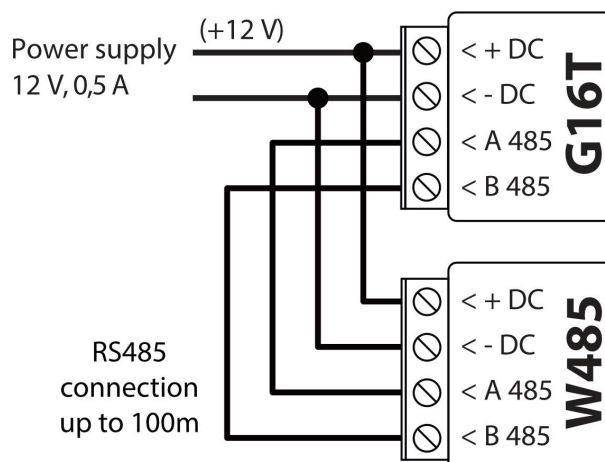 (+12 V)
Power supply
12 V, 0,5 A
< + DC
< - DC
< A 485
< B 485
G16T
< + DC
< - DC
< A 485
< B 485
W485
RS485
connection
up to 100m